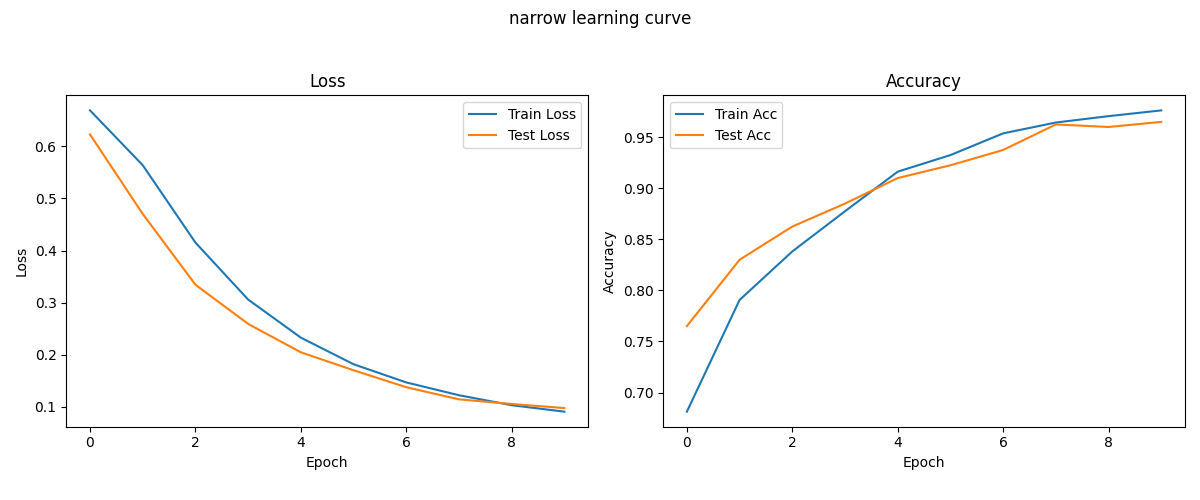 narrow learning curve
Loss
Train Loss
Test Loss
0.6
0.5
0.4
0.3
0.2
0.1
Loss
0
2
4
6
8
Epoch
Accuracy
Train Acc
Test Acc
0.95
0.90
0.85
0.80
0.75
0.70
Accuracy
0
2
4
6
8
Epoch